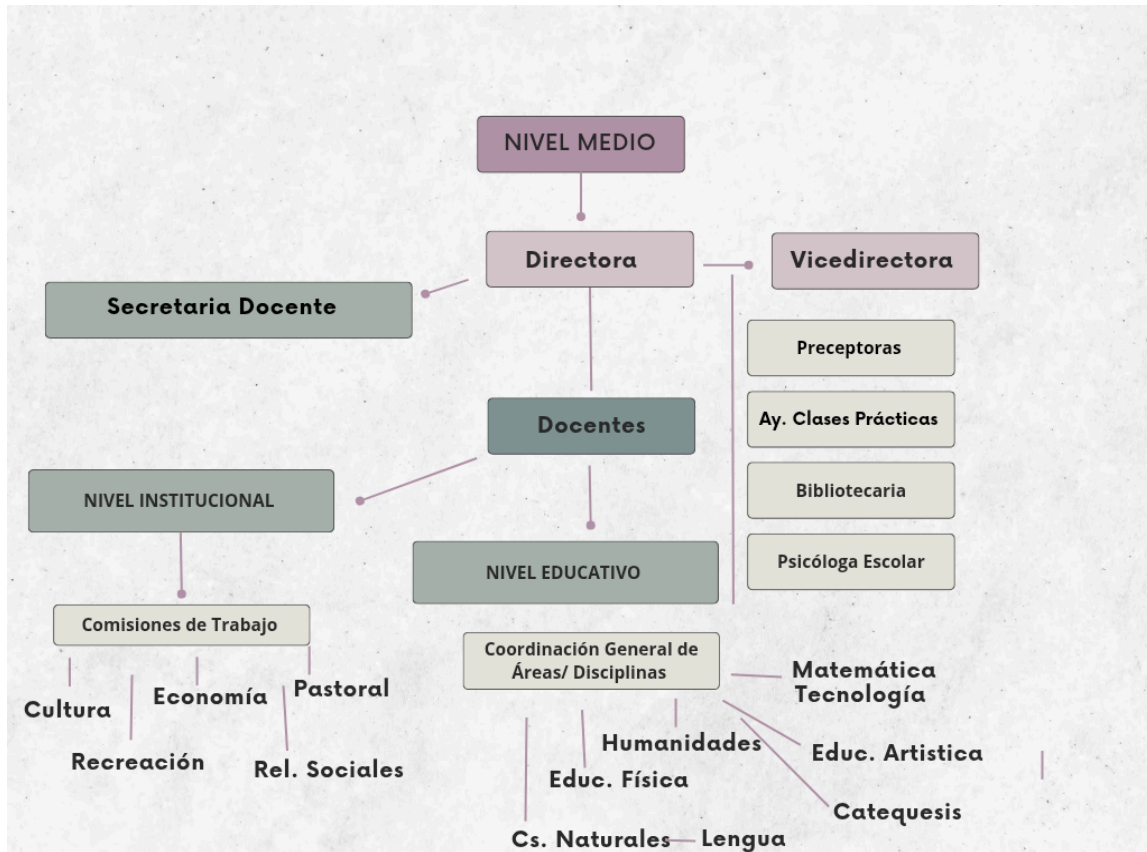 NIVEL MEDIO
Directora
Vicedirectora
Secretaria Docente
Preceptoras
Ay. Clases Prácticas
Bibliotecaria
Psicóloga Escolar
Docentes
NIVEL INSTITUCIONAL
NIVEL EDUCATIVO
Comisiones de Trabajo
Cultura
Economía
Pastoral
Recreación
Rel. Sociales
Coordinación General de
Áreas/ Disciplinas
Matemática
Tecnología
Humanidades
Educ. Artistica
Educ. Física
Catequesis
Cs. Naturales
Lengua